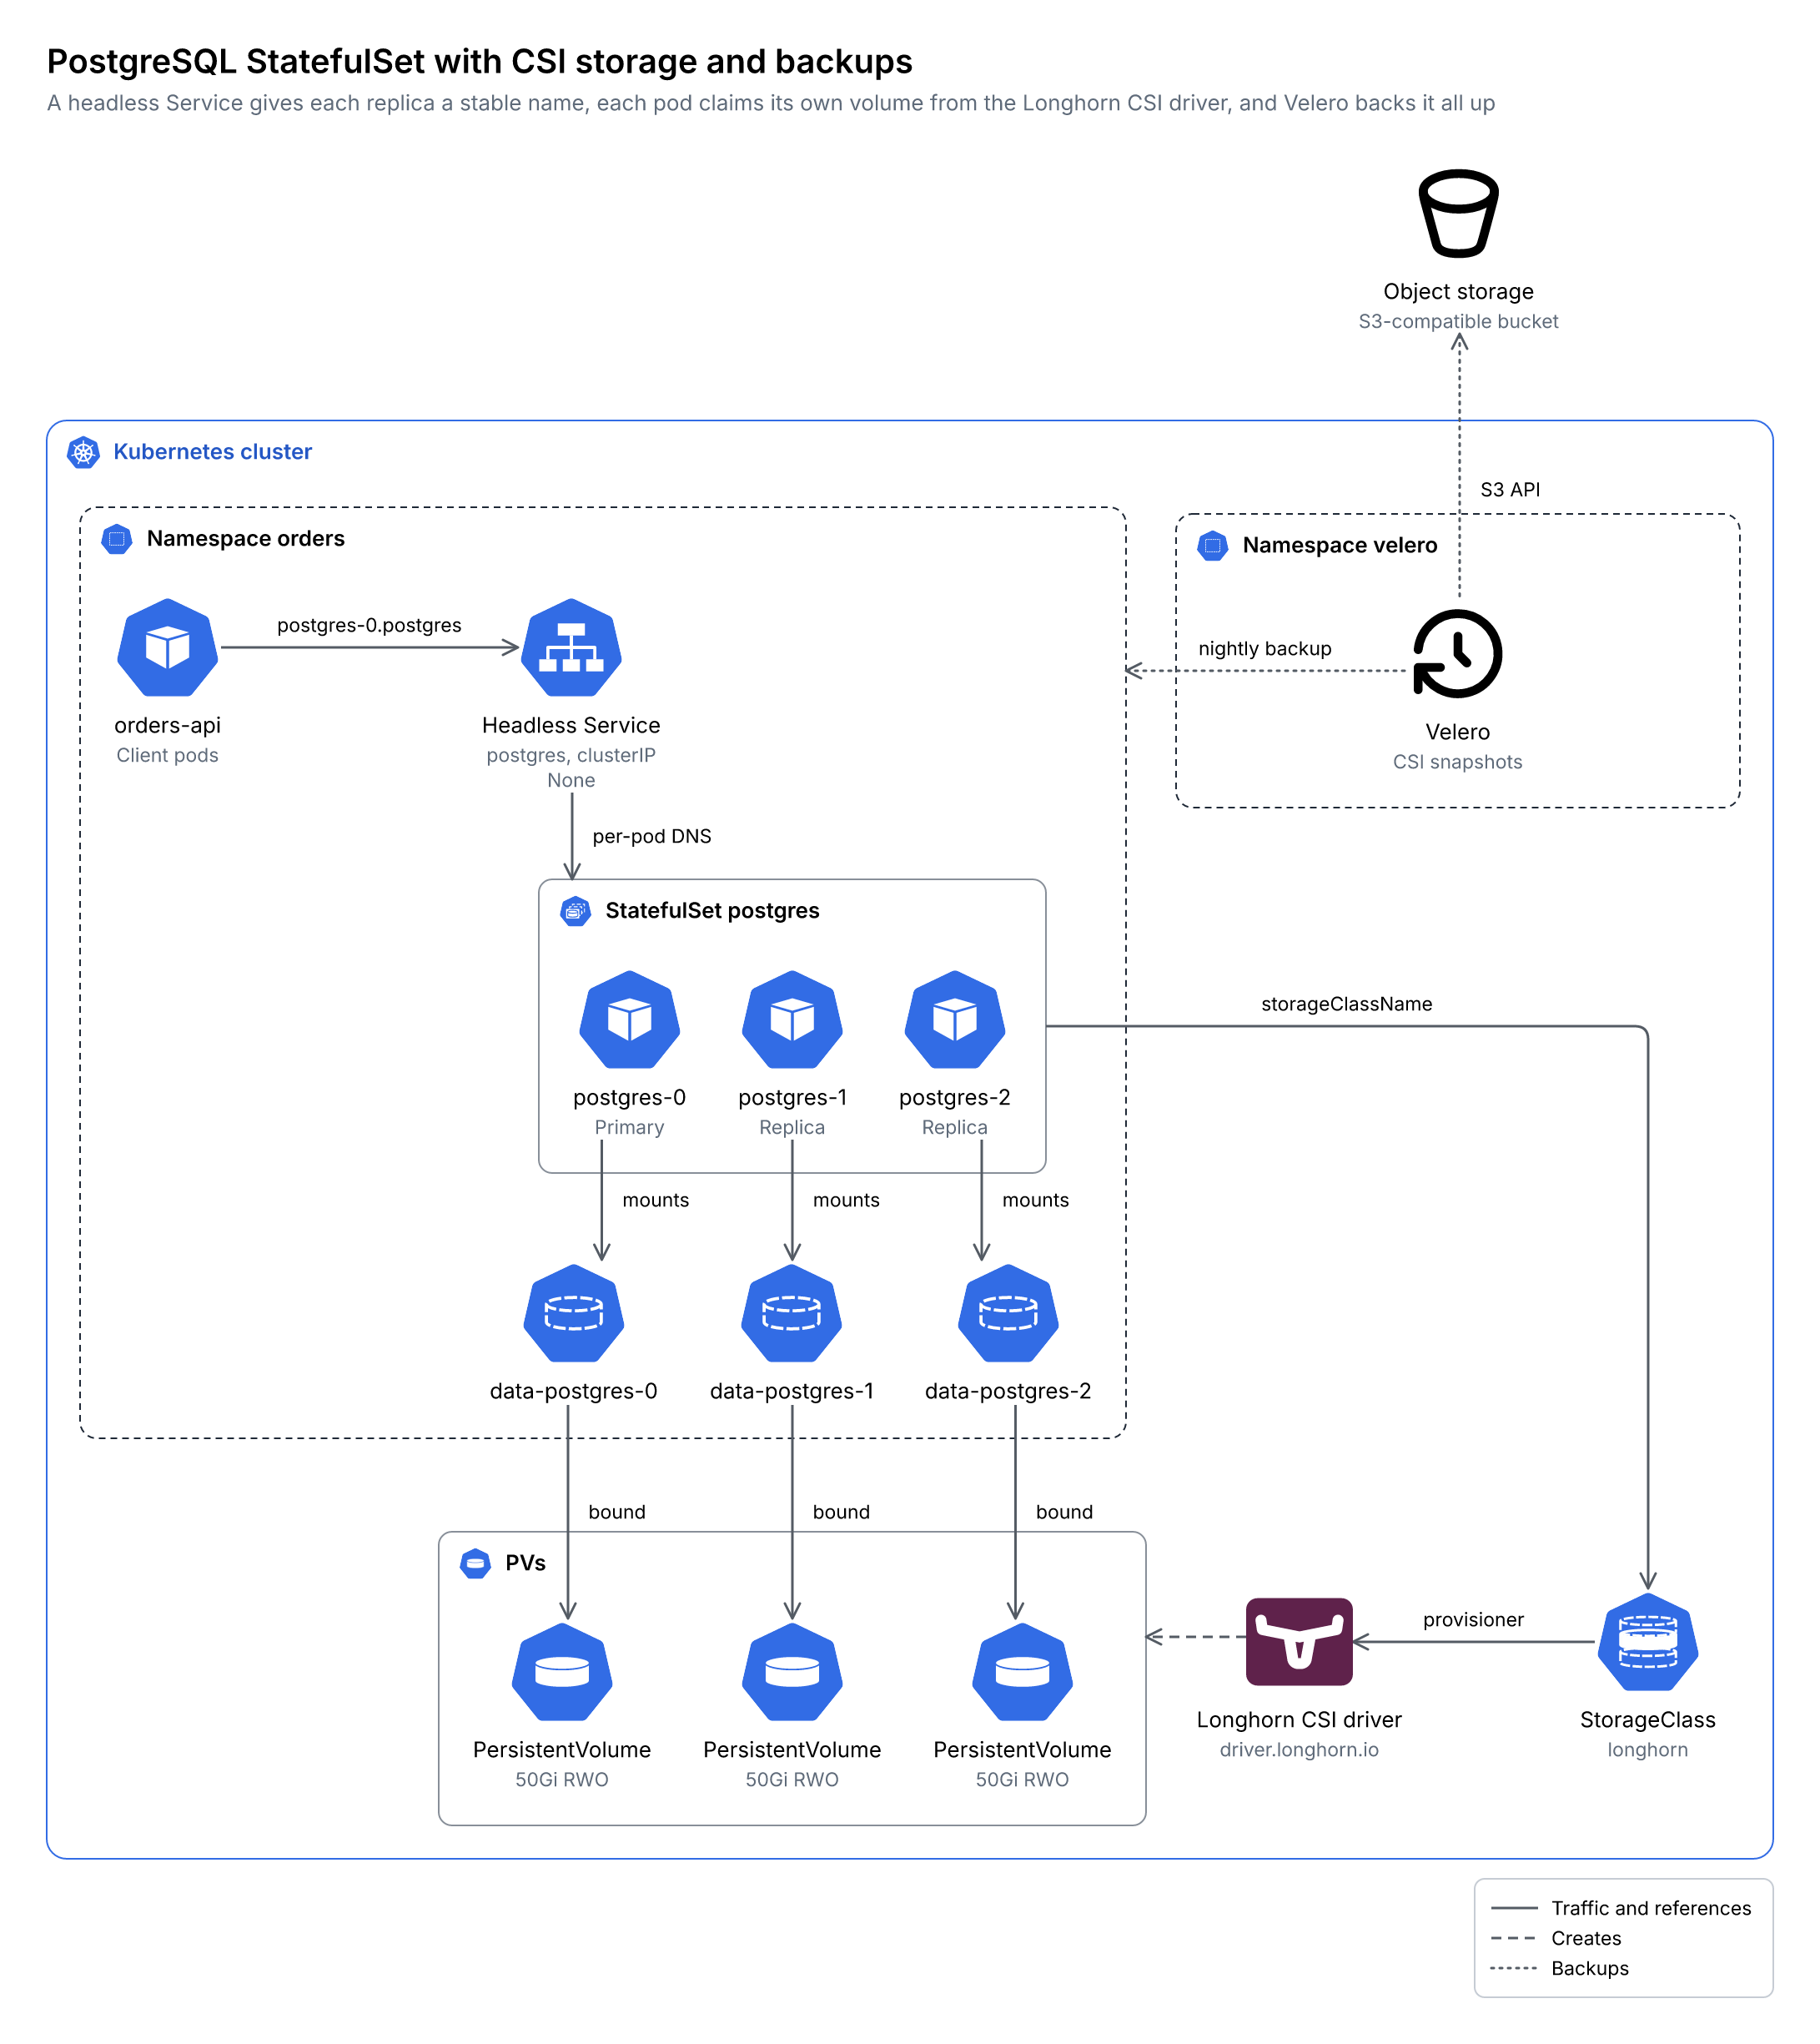 PostgreSQL StatefulSet with CSI storage and backups
A headless Service gives each replica a stable name, each pod claims its own volume from the Longhorn CSI driver, and Velero backs it all up
Object storage
S3-compatible bucket
S3 API
Kubernetes cluster
Namespace orders
Namespace velero
postgres-0.postgres
nightly backup
orders-api
Client pods
Headless Service
postgres, clusterIP
None
Velero
CSI snapshots
per-pod DNS
StatefulSet postgres
storageClassName
postgres-0
Primary
postgres-1
Replica
postgres-2
Replica
mounts
mounts
mounts
data-postgres-0
data-postgres-1
data-postgres-2
bound
bound
bound
PVs
provisioner
PersistentVolume
50Gi RWO
PersistentVolume
50Gi RWO
PersistentVolume
50Gi RWO
Longhorn CSI driver
driver.longhorn.io
StorageClass
longhorn
Traffic and references
Creates
Backups